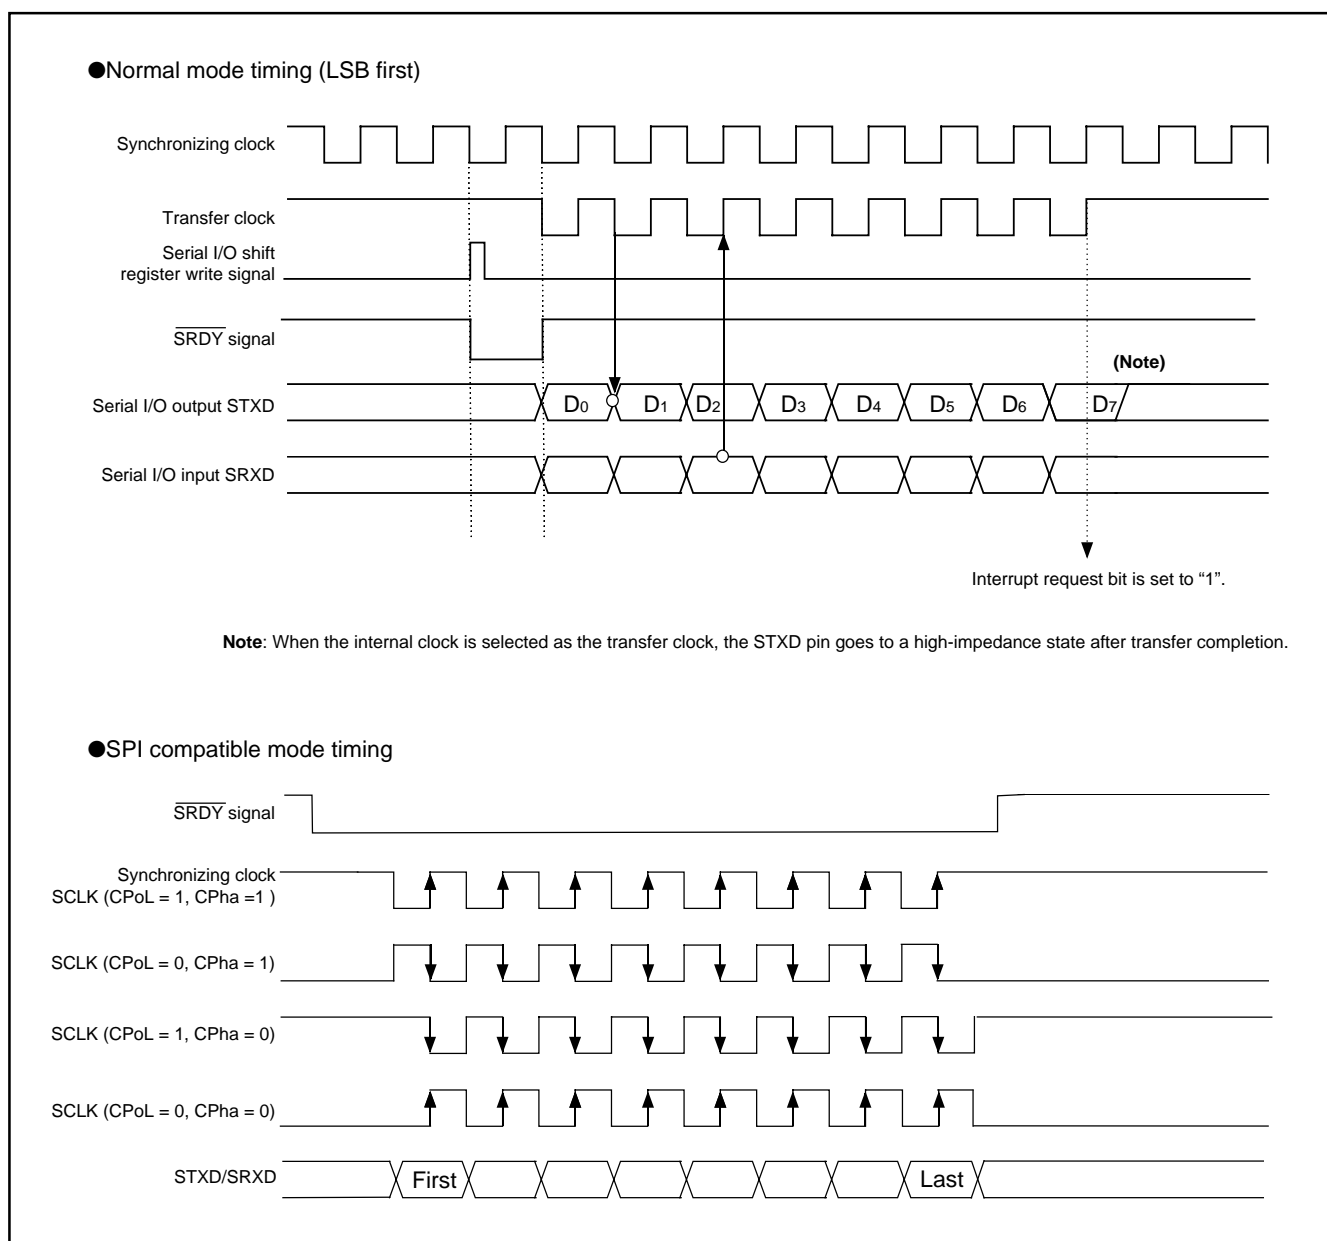 ●Normal mode timing (LSB first)
Synchronizing clock
Transfer clock
Serial I/O shift
register write signal
SRDY signal
(Note)
Serial I/O output STXD
D0 D1 D2 D3 D4 D5 D6 D7
Serial I/O input SRXD
Interrupt request bit is set to “1”.
Note: When the internal clock is selected as the transfer clock, the STXD pin goes to a high-impedance state after transfer completion.
●SPI compatible mode timing
SRDY signal
Synchronizing clock
SCLK (CPoL = 1, CPha =1 )
SCLK (CPoL = 0, CPha = 1)
SCLK (CPoL = 1, CPha = 0)
SCLK (CPoL = 0, CPha = 0)
STXD/SRXD
First
Last